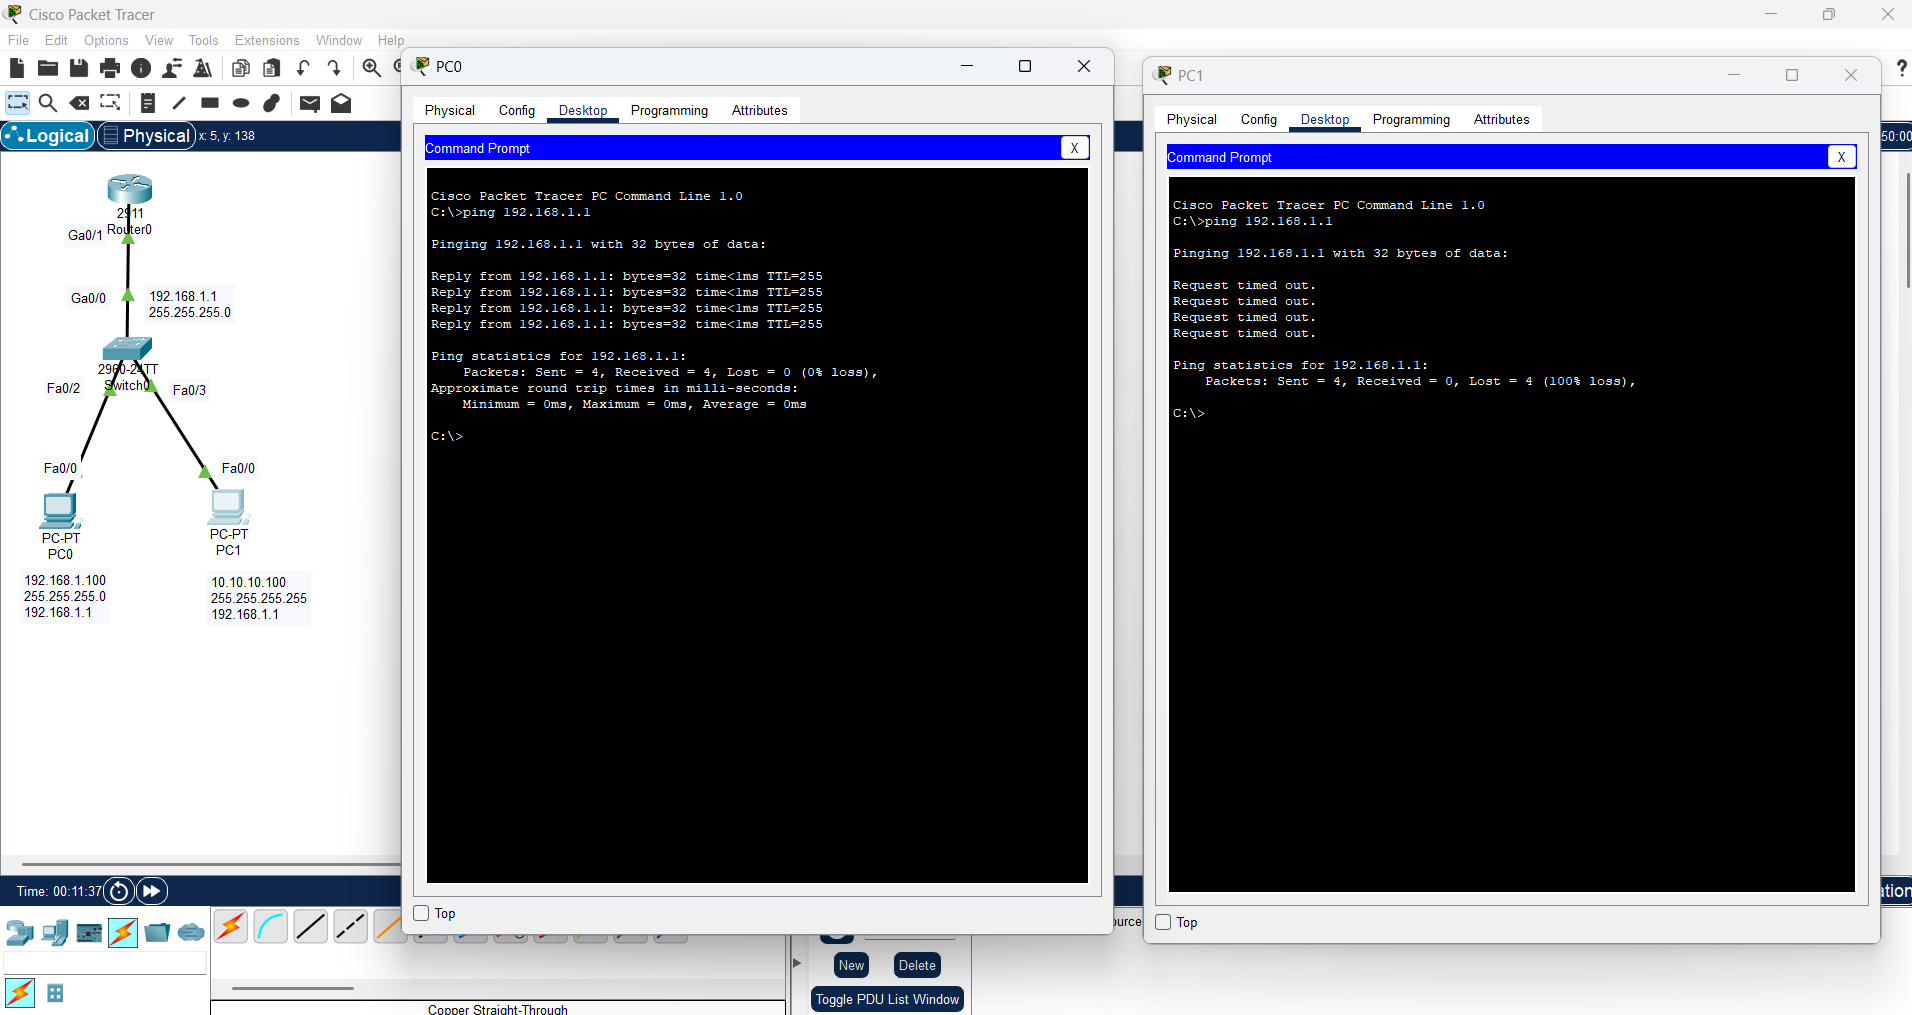 Cisco Packet Tracer
File Edit Options View Tools Extensions Window Help
Logical Physical x: 5, y: 138
2911
Router0
Ga0/1
Ga0/0
192.168.1.1
255.255.255.0
2960-24TT
Switch0
Fa0/2
Fa0/3
Fa0/0
Fa0/0
PC-PT
PC0
PC-PT
PC1
192.168.1.100
255.255.255.0
192.168.1.1
10.10.10.100
255.255.255.255
192.168.1.1
Time: 00:11:37
PC0
Physical Config Desktop Programming Attributes
Command Prompt
X
Cisco Packet Tracer PC Command Line 1.0
C:\>ping 192.168.1.1
Pinging 192.168.1.1 with 32 bytes of data:
Reply from 192.168.1.1: bytes=32 time<1ms TTL=255
Reply from 192.168.1.1: bytes=32 time<1ms TTL=255
Reply from 192.168.1.1: bytes=32 time<1ms TTL=255
Reply from 192.168.1.1: bytes=32 time<1ms TTL=255
Ping statistics for 192.168.1.1:
Packets: Sent = 4, Received = 4, Lost = 0 (0% loss),
Approximate round trip times in milli-seconds:
Minimum = 0ms, Maximum = 0ms, Average = 0ms
C:\>
Top
PC1
Physical Config Desktop Programming Attributes
Command Prompt
X
Cisco Packet Tracer PC Command Line 1.0
C:\>ping 192.168.1.1
Pinging 192.168.1.1 with 32 bytes of data:
Request timed out.
Request timed out.
Request timed out.
Request timed out.
Ping statistics for 192.168.1.1:
Packets: Sent = 4, Received = 0, Lost = 4 (100% loss),
C:\>
Top
?
50:00
ation
ource
New Delete
Toggle PDU List Window
Copper Straight-Through